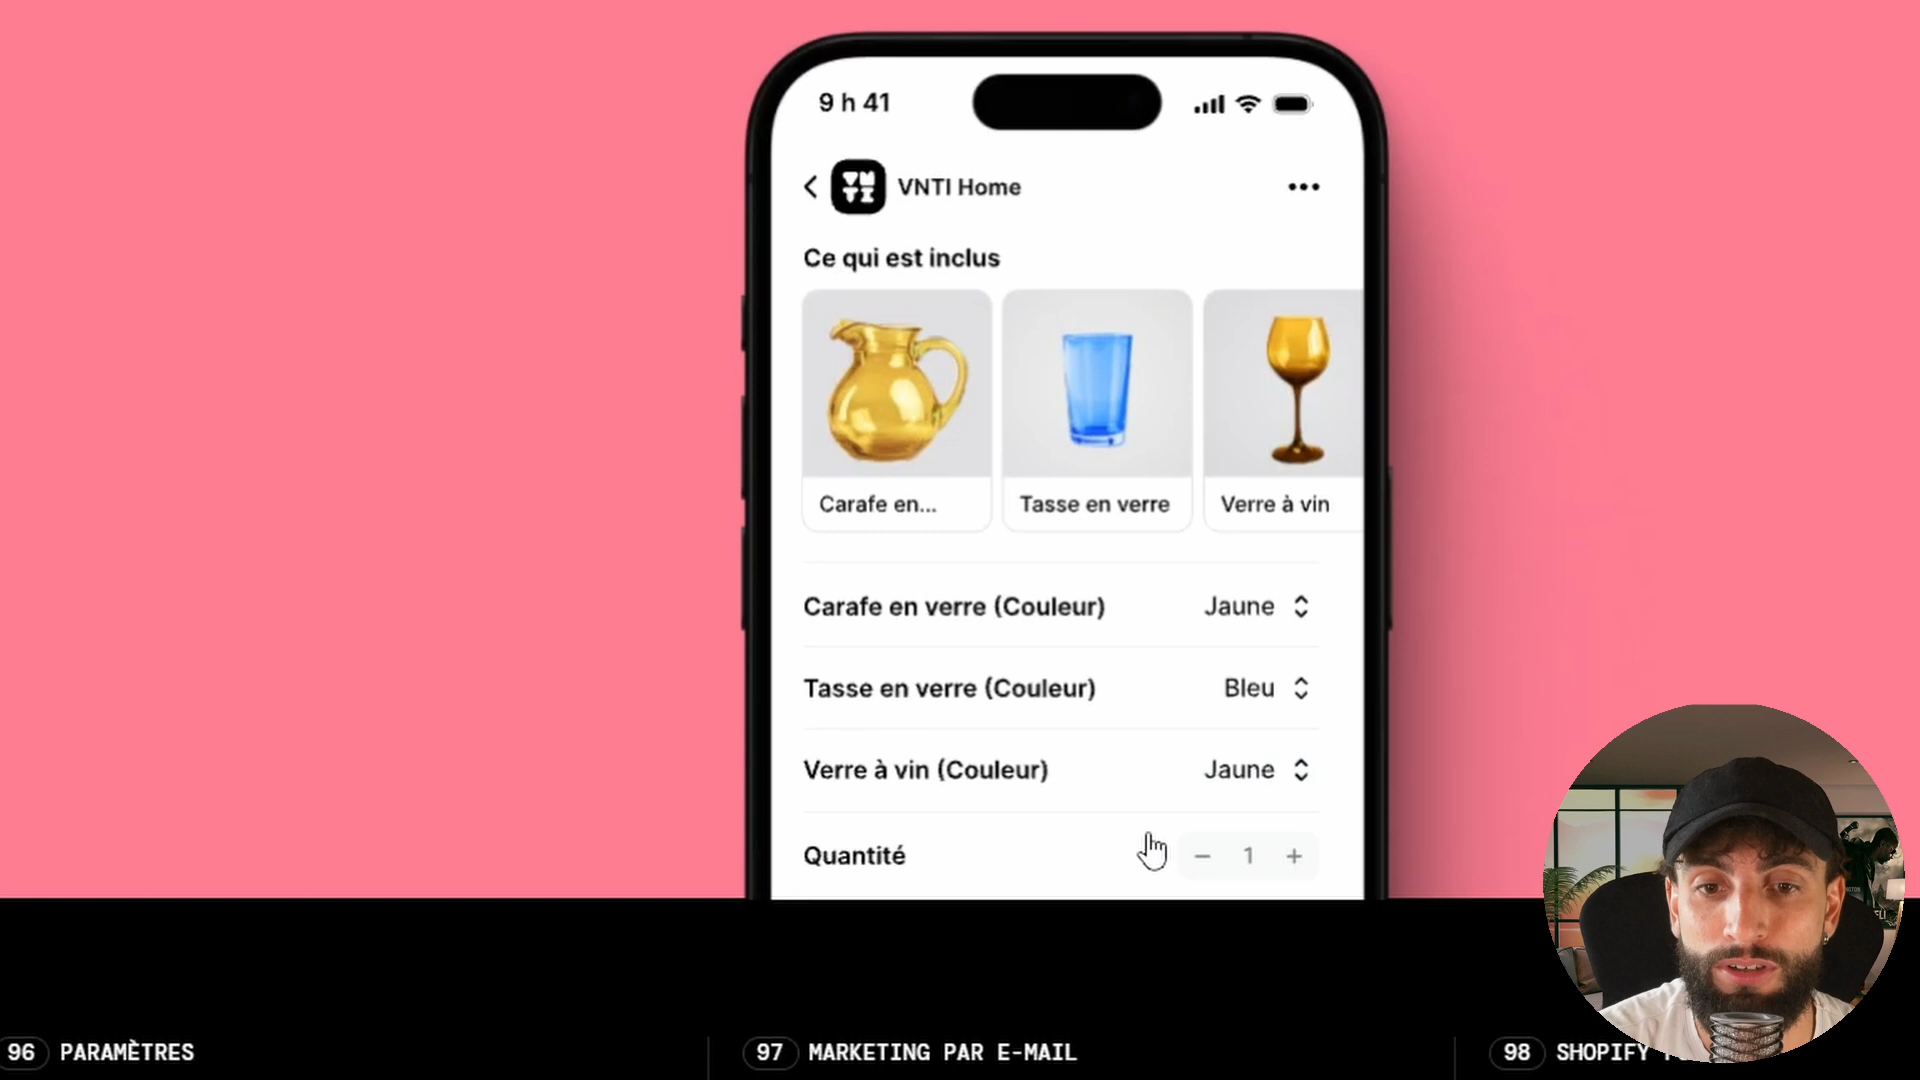 9 h 41
VNTI Home
Ce qui est inclus
Carafe en...
Tasse en verre
Verre à vin
Carafe en verre (Couleur)
Jaune
Tasse en verre (Couleur)
Bleu
Verre à vin (Couleur)
Jaune
Quantité
− 1 +
96 PARAMÈTRES
97 MARKETING PAR E-MAIL
98 SHOPIFY